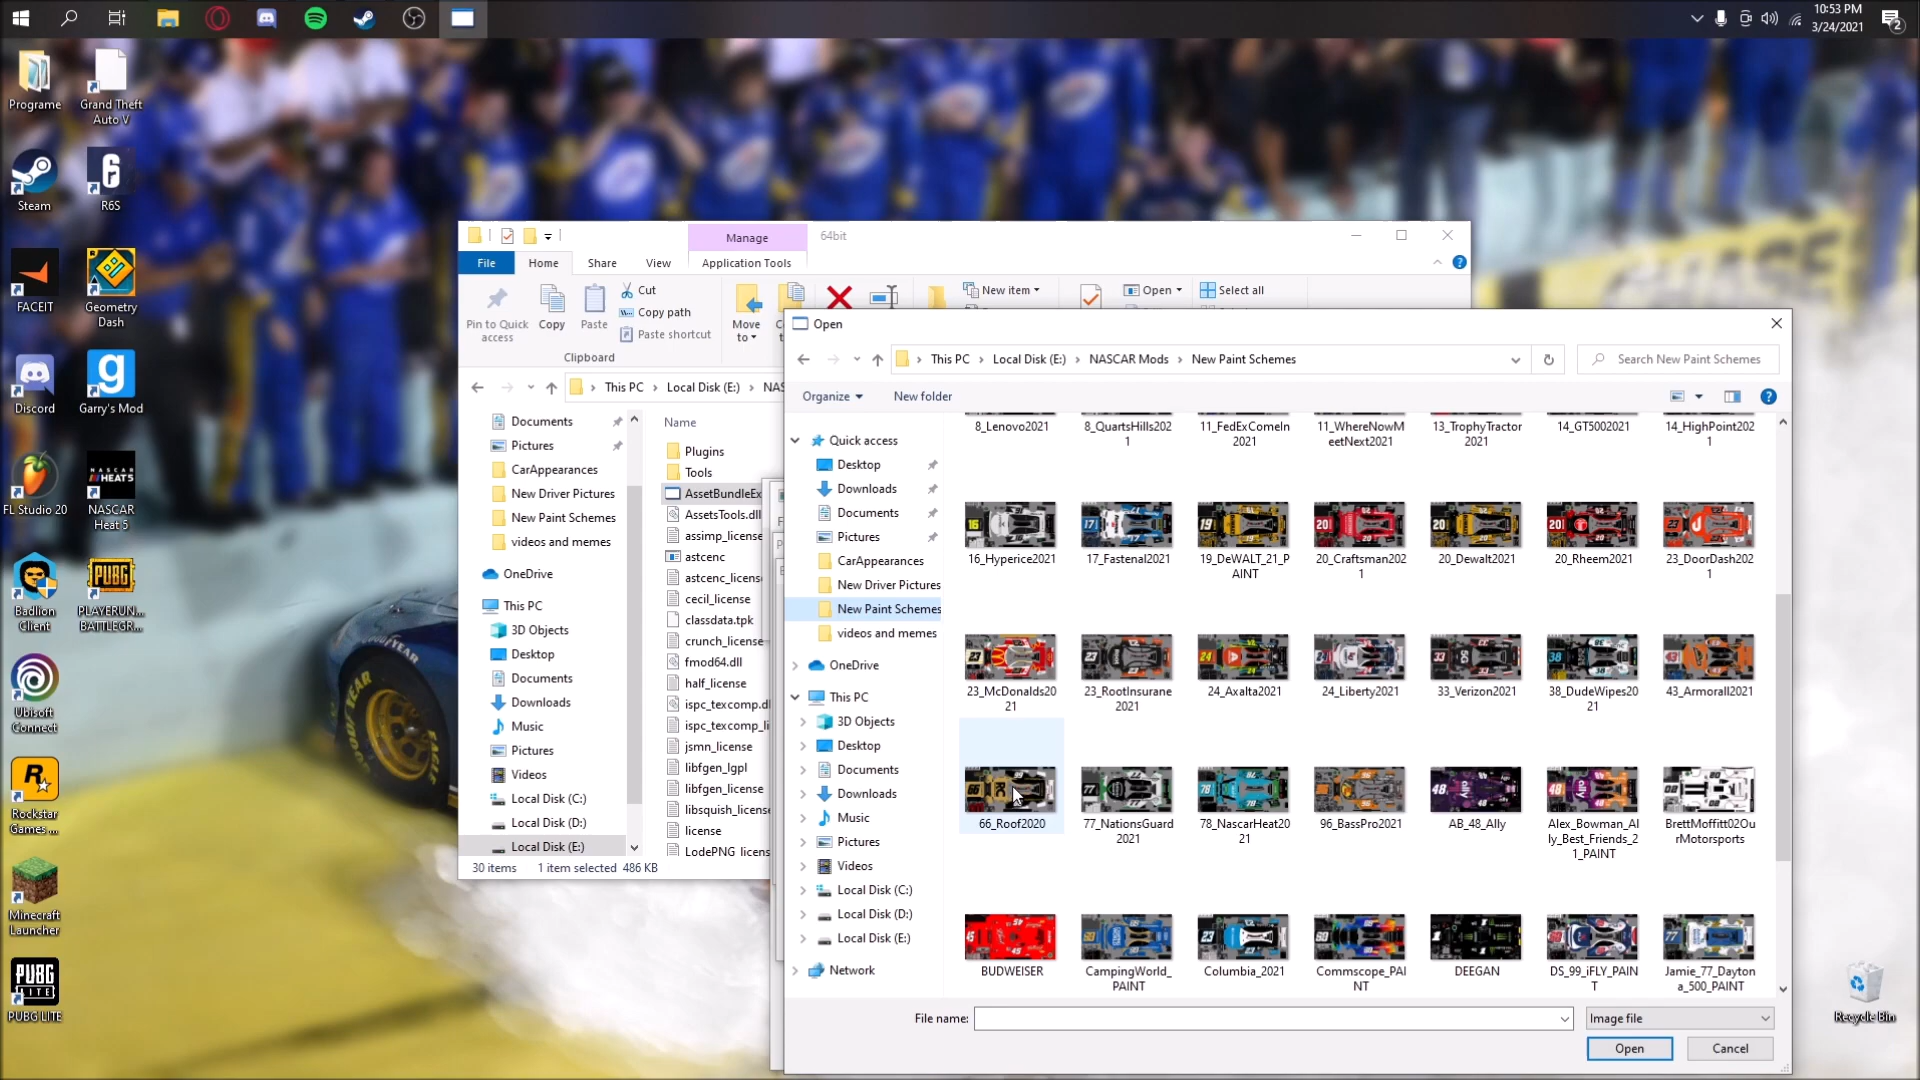 10:53 PM
3/24/2021
2
Programe
Grand Theft
Auto V
Steam
R6S
FACEIT
Geometry
Dash
Discord
Garry's Mod
FL Studio 20
NASCAR
Heat 5
Badlion
Client
PLAYERUN...
BATTLEGR...
Ubisoft
Connect
Rockstar
Games ...
Minecraft
Launcher
PUBG LITE
Recycle Bin
Manage
64bit
File
Home
Share
View
Application Tools
Pin to Quick
access
Copy
Paste
Cut
Copy path
Paste shortcut
Clipboard
Move
to
New item
Open
Select all
This PC
Local Disk (E:)
NAS
Documents
Pictures
CarAppearances
New Driver Pictures
New Paint Schemes
videos and memes
OneDrive
This PC
3D Objects
Desktop
Documents
Downloads
Music
Pictures
Videos
Local Disk (C:)
Local Disk (D:)
Local Disk (E:)
Name
Plugins
Tools
AssetBundleEx
AssetsTools.dll
assimp_license
astcenc
astcenc_license
cecil_license
classdata.tpk
crunch_license
fmod64.dll
half_license
ispc_texcomp.dl
ispc_texcomp_li
jsmn_license
libfgen_lgpl
libfgen_license
libsquish_license
license
LodePNG_licens
30 items
1 item selected 486 KB
Open
This PC
Local Disk (E:)
NASCAR Mods
New Paint Schemes
Search New Paint Schemes
Organize
New folder
Quick access
Desktop
Downloads
Documents
Pictures
CarAppearances
New Driver Pictures
New Paint Schemes
videos and memes
OneDrive
This PC
3D Objects
Desktop
Documents
Downloads
Music
Pictures
Videos
Local Disk (C:)
Local Disk (D:)
Local Disk (E:)
Network
8_Lenovo2021
8_QuartsHills202
1
11_FedExComeIn
2021
11_WhereNowM
eetNext2021
13_TrophyTractor
2021
14_GT5002021
14_HighPoint202
1
16_Hyperice2021
17_Fastenal2021
19_DeWALT_21_P
AINT
20_Craftsman202
1
20_Dewalt2021
20_Rheem2021
23_DoorDash202
1
23_McDonalds20
21
23_RootInsurane
2021
24_Axalta2021
24_Liberty2021
33_Verizon2021
38_DudeWipes20
21
43_Armorall2021
66_Roof2020
77_NationsGuard
2021
78_NascarHeat20
21
96_BassPro2021
AB_48_Ally
Alex_Bowman_Al
ly_Best_Friends_2
1_PAINT
BrettMoffitt02Ou
rMotorsports
BUDWEISER
CampingWorld_
PAINT
Columbia_2021
Commscope_PAI
NT
DEEGAN
DS_99_iFLY_PAIN
T
Jamie_77_Dayton
a_500_PAINT
File name:
Image file
Open
Cancel